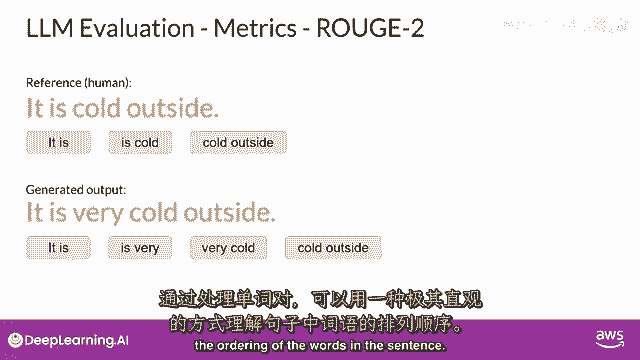 LLM Evaluation - Metrics - ROUGE-2
Reference (human):
It is cold outside.
It is
is cold
cold outside
Generated output:
It is very cold outside.
It is
is very
very cold
cold outside
通过处理单词对，可以用一种极其直观
的方式理解句子中词语的排列顺序。
the ordering of the words in the sentence.
DeepLearning.AI
aws